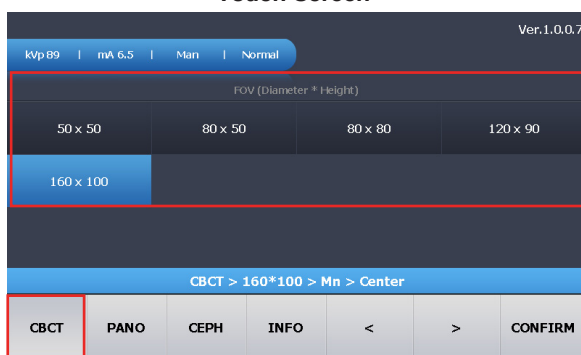 Ver.1.0.0.7
kVp 89 | mA 6.5 | Man | Normal
FOV (Diameter * Height)
50 x 50 80 x 50 80 x 80 120 x 90
160 x 100
CBCT > 160*100 > Mn > Center
CBCT PANO CEPH INFO < > CONFIRM